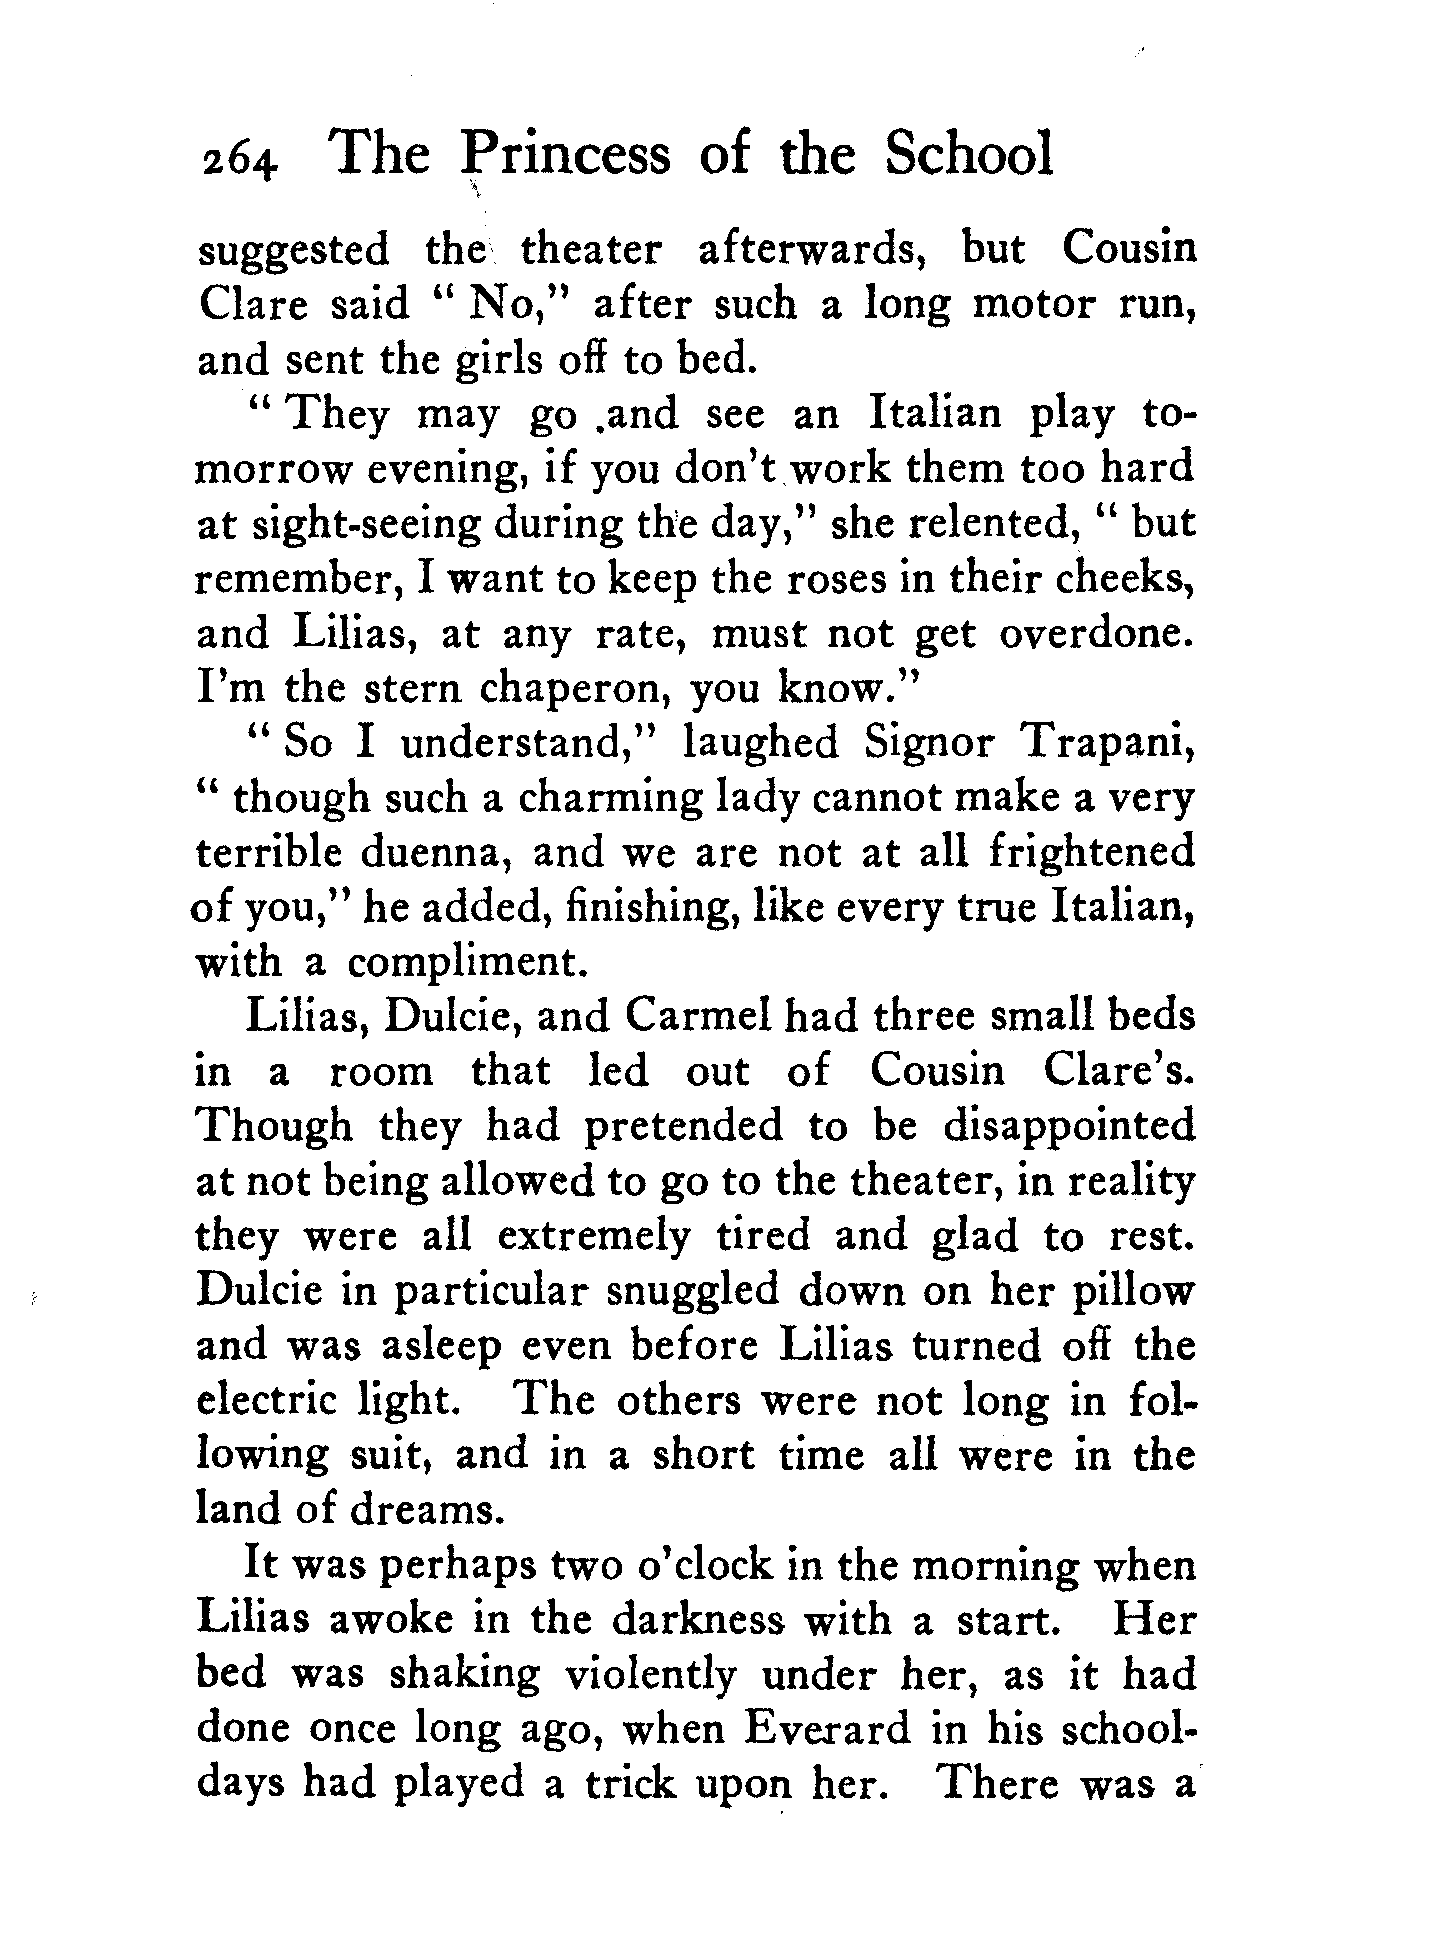 264 The Princess of the School
suggested the theater afterwards, but Cousin
Clare said " No," after such a long motor run,
and sent the girls off to bed.
" They may go .and see an Italian play to-
morrow evening, if you don't work them too hard
at sight-seeing during the day," she relented, " but
remember, I want to keep the roses in their cheeks,
and Lilias, at any rate, must not get overdone.
I'm the stern chaperon, you know."
" So I understand," laughed Signor Trapani,
" though such a charming lady cannot make a very
terrible duenna, and we are not at all frightened
of you," he added, finishing, like every true Italian,
with a compliment.
Lilias, Dulcie, and Carmel had three small beds
in a room that led out of Cousin Clare's.
Though they had pretended to be disappointed
at not being allowed to go to the theater, in reality
they were all extremely tired and glad to rest.
Dulcie in particular snuggled down on her pillow
and was asleep even before Lilias turned off the
electric light. The others were not long in fol-
lowing suit, and in a short time all were in the
land of dreams.
It was perhaps two o'clock in the morning when
Lilias awoke in the darkness with a start. Her
bed was shaking violently under her, as it had
done once long ago, when Everard in his school-
days had played a trick upon her. There was a